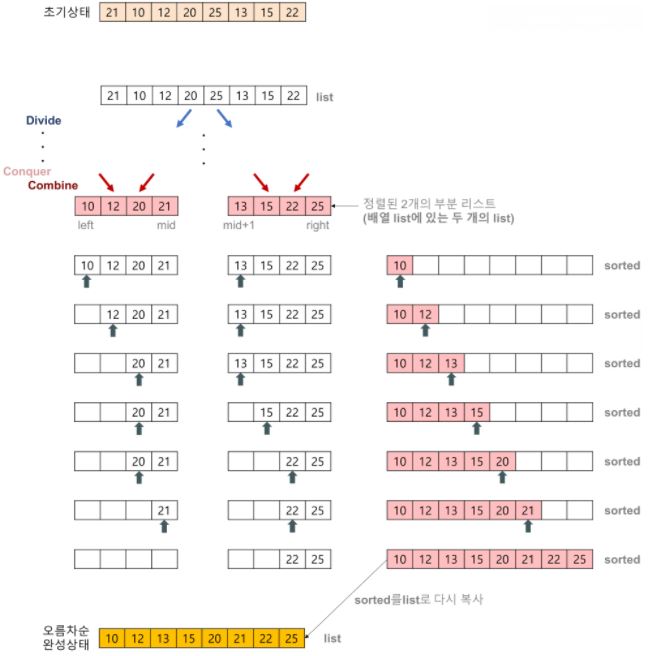 초기상태 21 10 12 20 25 13 15 22
21 10 12 20 25 13 15 22 list
Divide
Conquer
Combine
10 12 20 21 13 15 22 25 정렬된 2개의 부분 리스트
(배열 list에 있는 두 개의 list)
left mid mid+1 right
10 12 20 21 13 15 22 25 10 sorted
12 20 21 13 15 22 25 10 12 sorted
20 21 13 15 22 25 10 12 13 sorted
20 21 15 22 25 10 12 13 15 sorted
20 21 22 25 10 12 13 15 20 sorted
21 22 25 10 12 13 15 20 21 sorted
22 25 10 12 13 15 20 21 22 25 sorted
sorted를list로 다시 복사
오름차순
완성상태 10 12 13 15 20 21 22 25 list